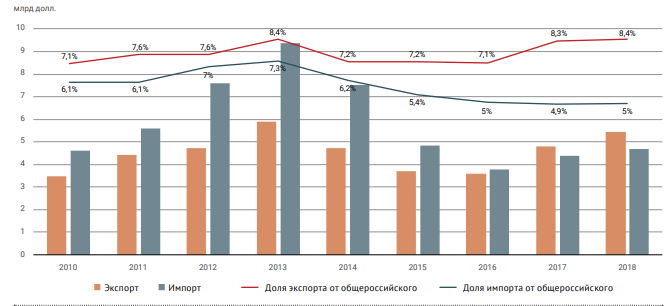 млрд долл.
10
9
8
7
6
5
4
3
2
1
0
7,1% 7,6% 7,6% 8,4% 7,2% 7,2% 7,1% 8,3% 8,4%
6,1% 6,1% 7% 7,3% 6,2% 5,4% 5% 4,9% 5%
2010 2011 2012 2013 2014 2015 2016 2017 2018
Экспорт Импорт Доля экспорта от общероссийского Доля импорта от общероссийского